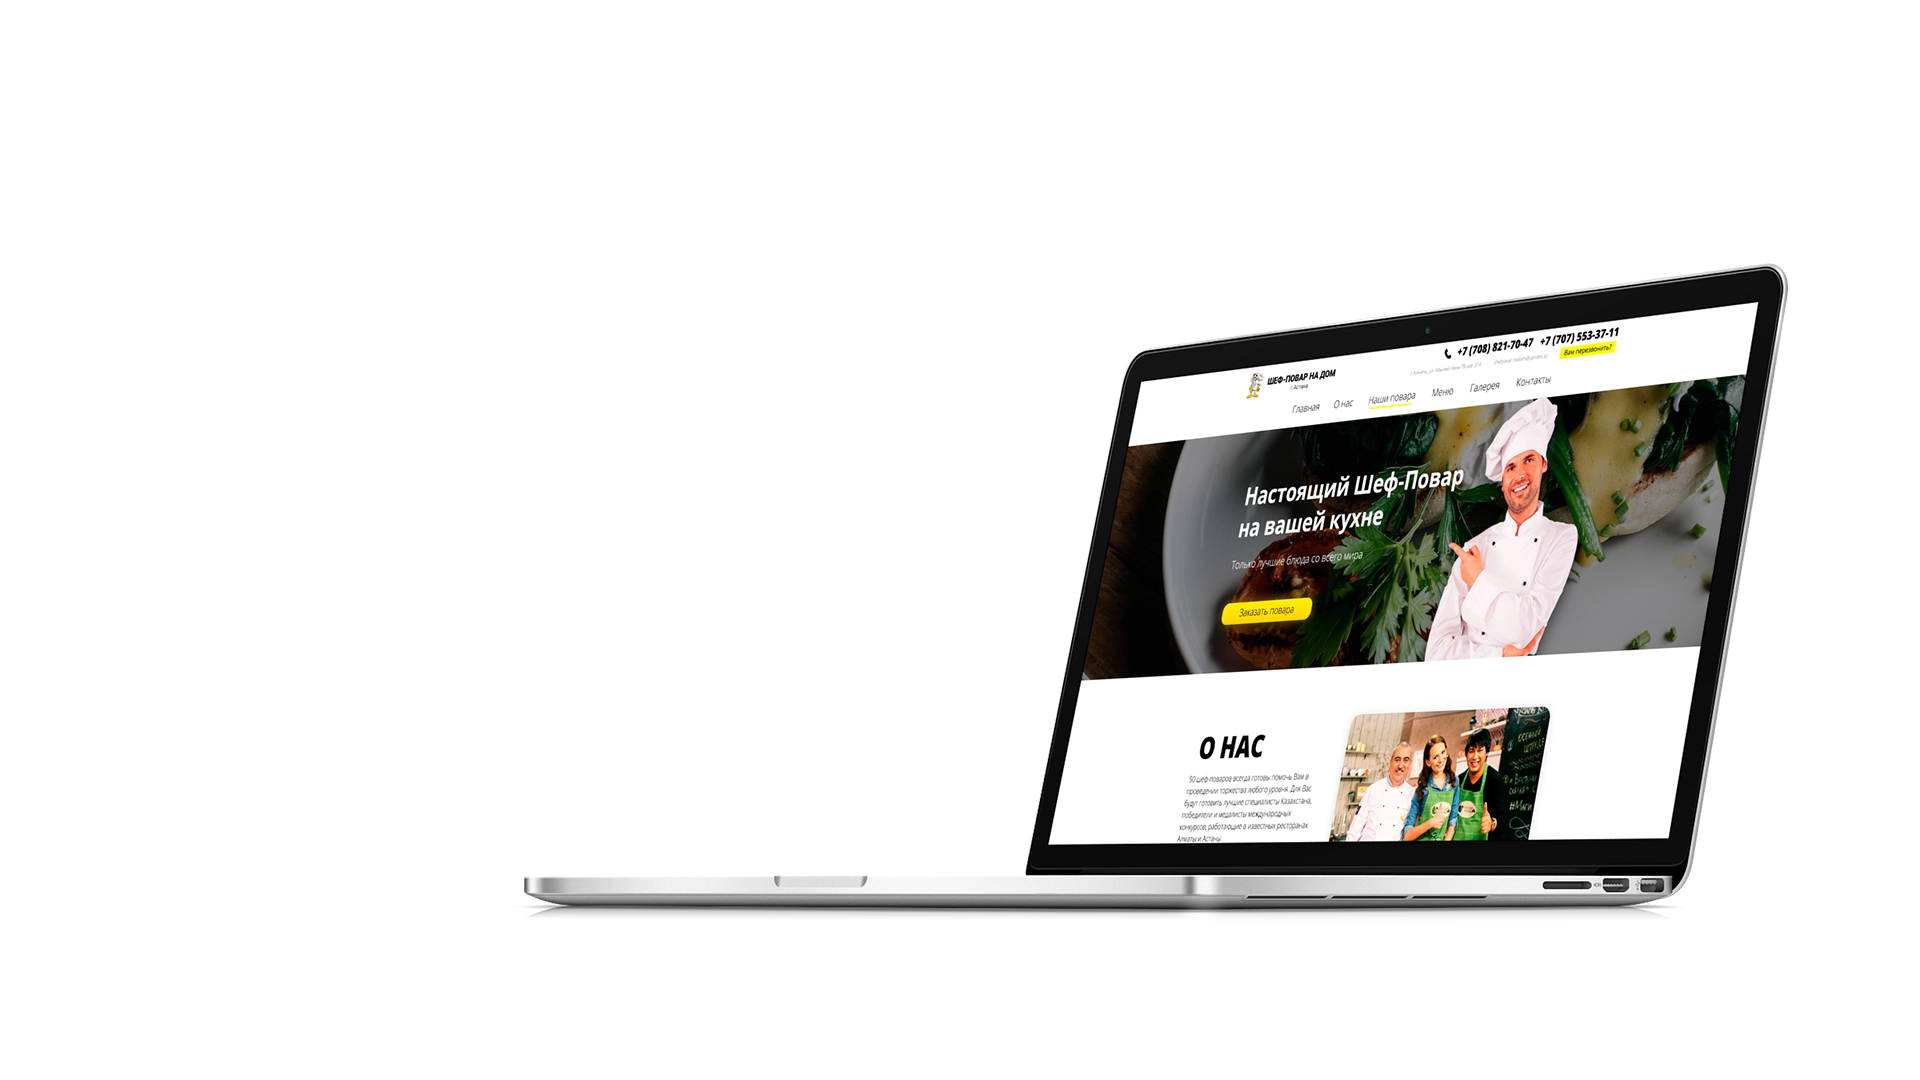 +7 (708) 821-70-47 +7 (707) 553-37-11
Вам перезвонить?
ШЕФ-ПОВАР НА ДОМ
г. Астана
Главная О нас Наши повара Меню Галерея Контакты
Настоящий Шеф-Повар
на вашей кухне
Только лучшие блюда со всего мира
Заказать повара
О НАС
50 шеф-поваров всегда готовы помочь Вам в
проведении торжества любого уровня. Для Вас
будут готовить лучшие специалисты Казахстана,
победители и медалисты международных
конкурсов, работающие в известных ресторанах
Алматы и Астаны.